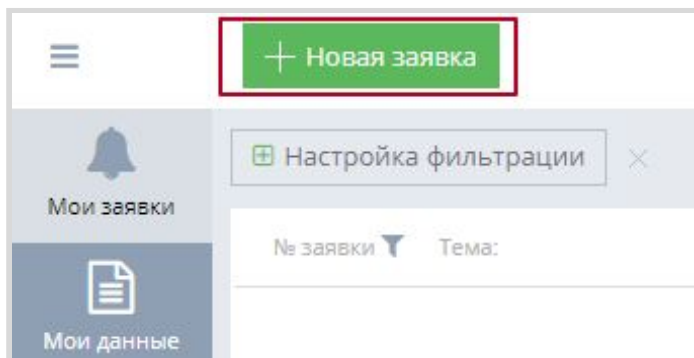 Новая заявка
Настройка фильтрации
Мои заявки
№ заявки Тема:
Мои данные